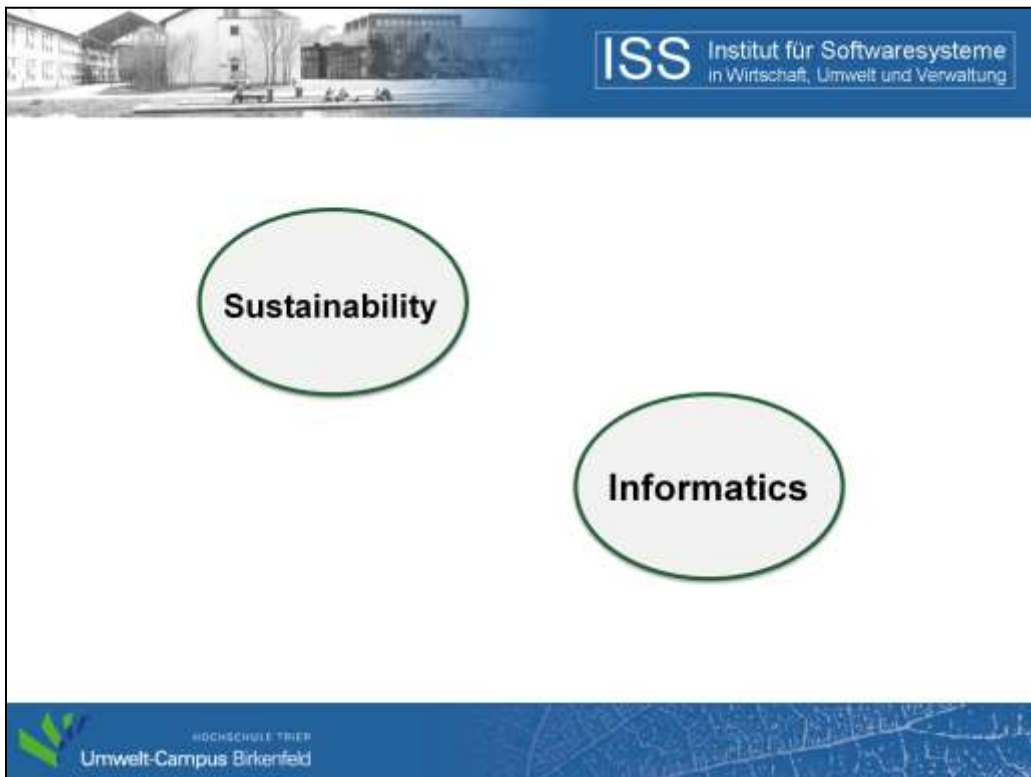 ISS
Institut für Softwaresysteme
in Wirtschaft, Umwelt und Verwaltung
Sustainability
Informatics
HOCHSCHULE TRIER
Umwelt-Campus Birkenfeld